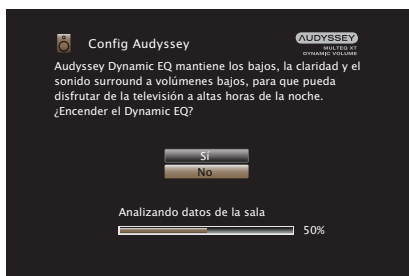 Config Audyssey
AUDYSSEY
MULTEQ XT
DYNAMIC VOLUME
Audyssey Dynamic EQ mantiene los bajos, la claridad y el
sonido surround a volúmenes bajos, para que pueda
disfrutar de la televisión a altas horas de la noche.
¿Encender el Dynamic EQ?
Sí
No
Analizando datos de la sala
50%